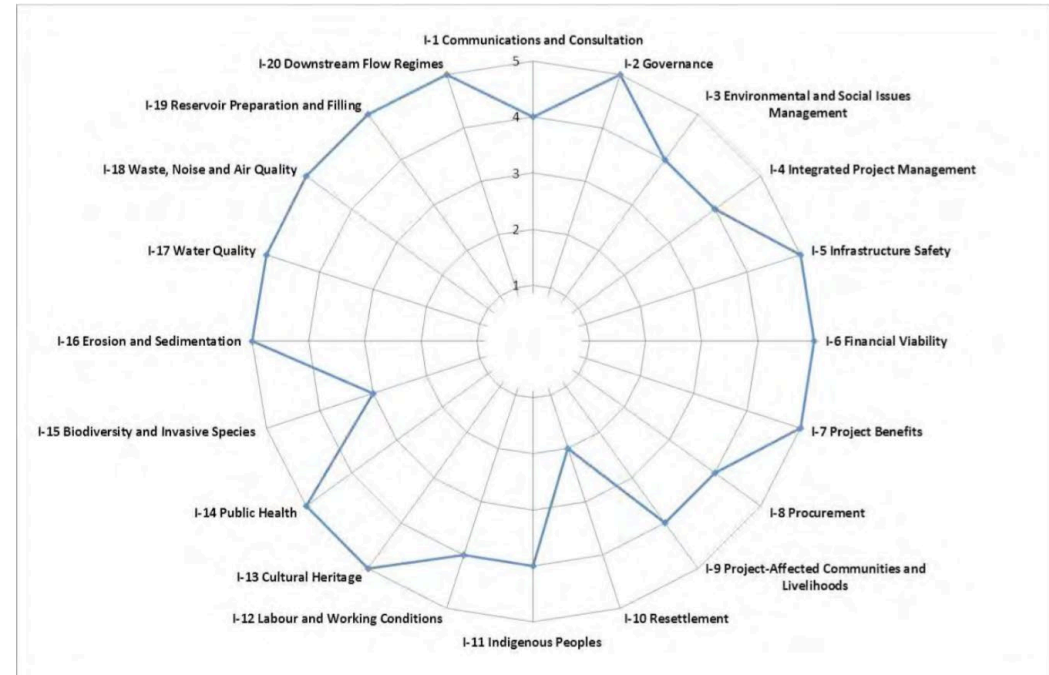 I-1 Communications and Consultation
I-20 Downstream Flow Regimes
5
I-2 Governance
I-19 Reservoir Preparation and Filling
I-3 Environmental and Social Issues
Management
4
I-18 Waste, Noise and Air Quality
I-4 Integrated Project Management
3
2
I-17 Water Quality
I-5 Infrastructure Safety
1
I-16 Erosion and Sedimentation
I-6 Financial Viability
I-15 Biodiversity and Invasive Species
I-7 Project Benefits
I-14 Public Health
I-8 Procurement
I-13 Cultural Heritage
I-9 Project-Affected Communities and
Livelihoods
I-12 Labour and Working Conditions
I-10 Resettlement
I-11 Indigenous Peoples